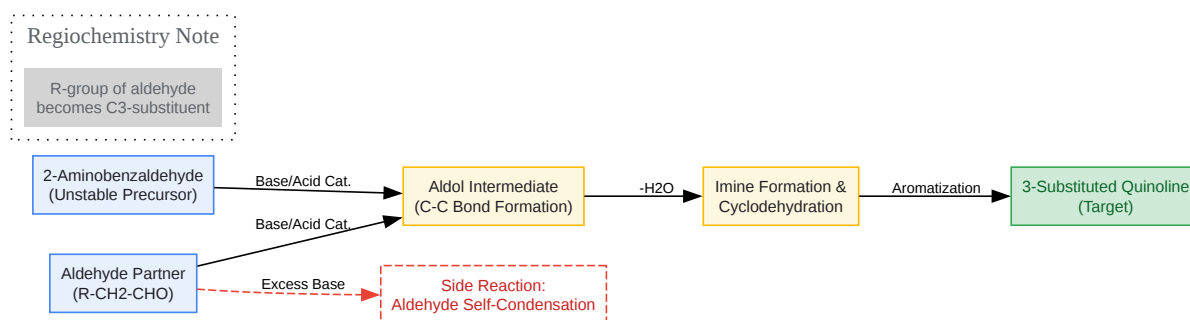 Regiochemistry Note
R-group of aldehyde
becomes C3-substituent
2-Aminobenzaldehyde
(Unstable Precursor)
Base/Acid Cat.
Aldol Intermediate
(C-C Bond Formation)
-H2O
Imine Formation &
Cyclodehydration
Aromatization
3-Substituted Quinoline
(Target)
Base/Acid Cat.
Aldehyde Partner
(R-CH2-CHO)
Excess Base
Side Reaction:
Aldehyde Self-Condensation